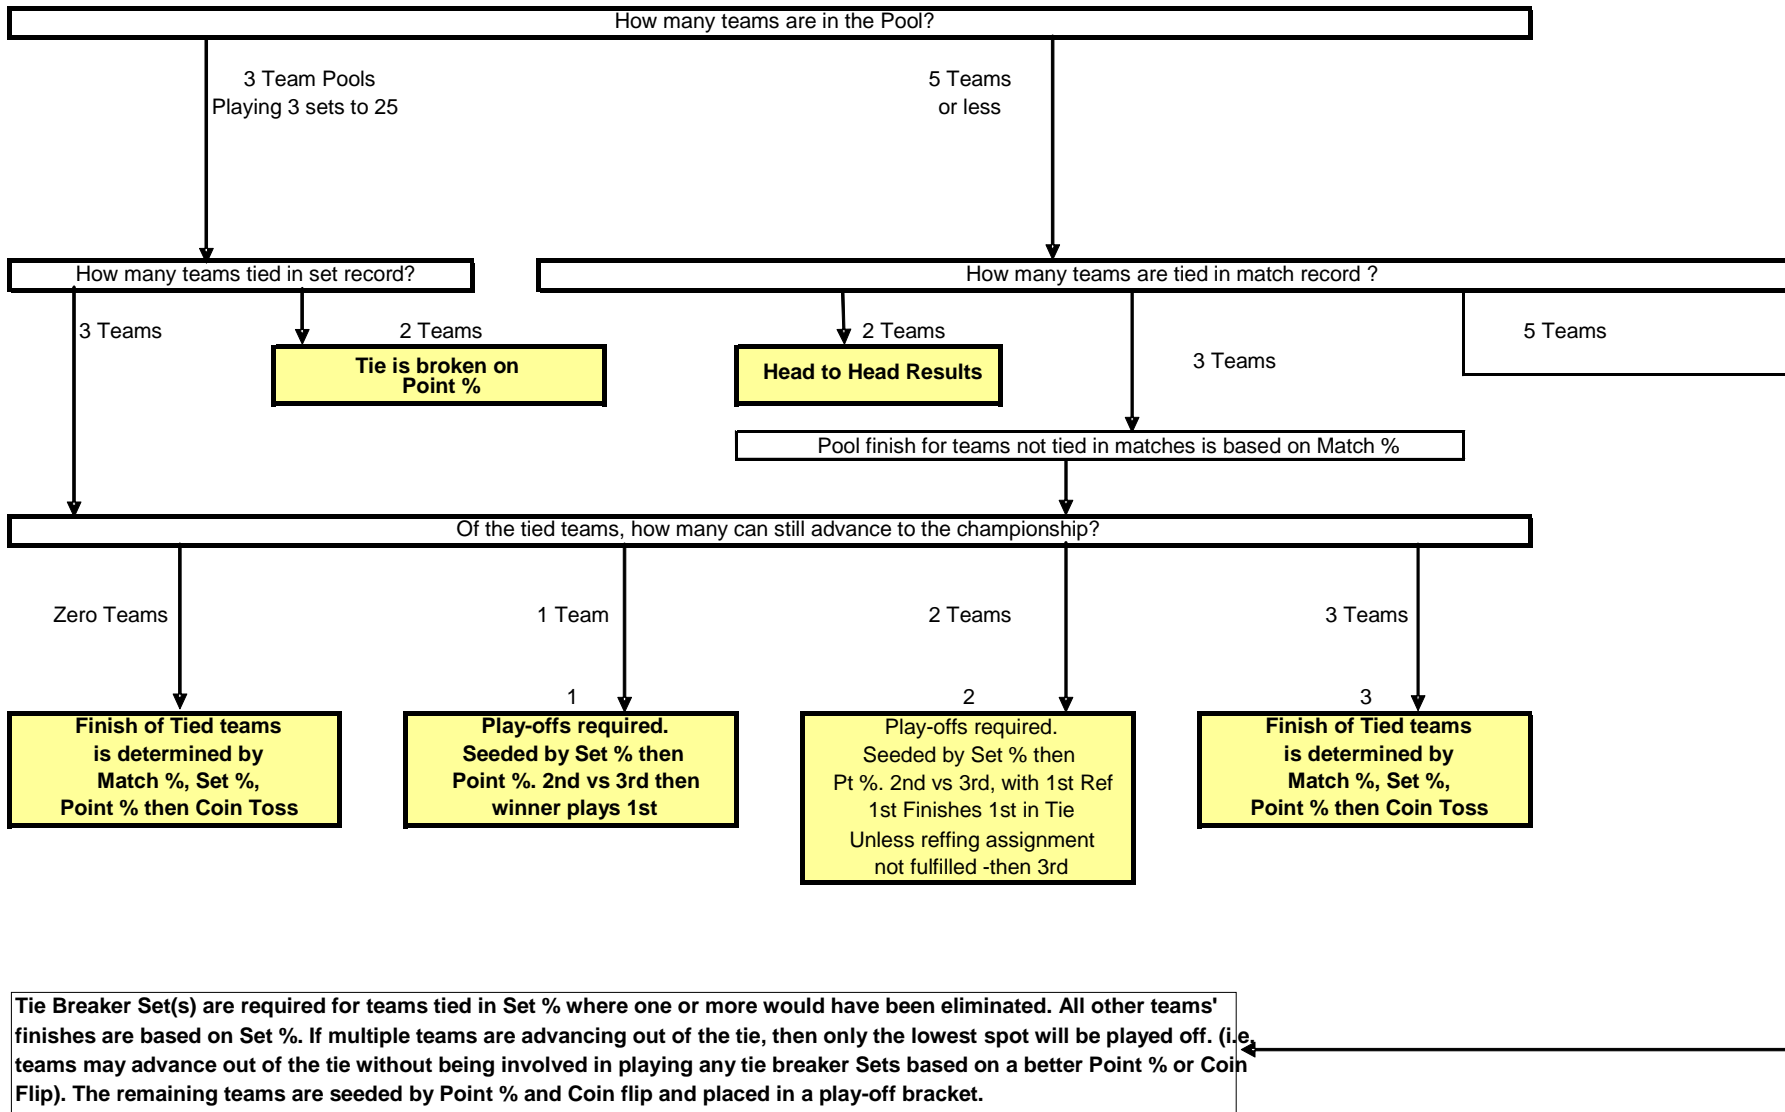 How many teams are in the Pool?
3 Team Pools
Playing 3 sets to 25
5 Teams
or less
How many teams tied in set record?
How many teams are tied in match record ?
3 Teams
2 Teams
2 Teams
3 Teams
5 Teams
Tie is broken on
Point %
Head to Head Results
Pool finish for teams not tied in matches is based on Match %
Of the tied teams, how many can still advance to the championship?
Zero Teams
1 Team
2 Teams
3 Teams
1
2
3
Finish of Tied teams
is determined by
Match %, Set %,
Point % then Coin Toss
Play-offs required.
Seeded by Set % then
Point %. 2nd vs 3rd then
winner plays 1st
Play-offs required.
Seeded by Set % then
Pt %. 2nd vs 3rd, with 1st Ref
1st Finishes 1st in Tie
Unless reffing assignment
not fulfilled -then 3rd
Finish of Tied teams
is determined by
Match %, Set %,
Point % then Coin Toss
Tie Breaker Set(s) are required for teams tied in Set % where one or more would have been eliminated. All other teams'
finishes are based on Set %. If multiple teams are advancing out of the tie, then only the lowest spot will be played off. (i.e.
teams may advance out of the tie without being involved in playing any tie breaker Sets based on a better Point % or Coin
Flip). The remaining teams are seeded by Point % and Coin flip and placed in a play-off bracket.